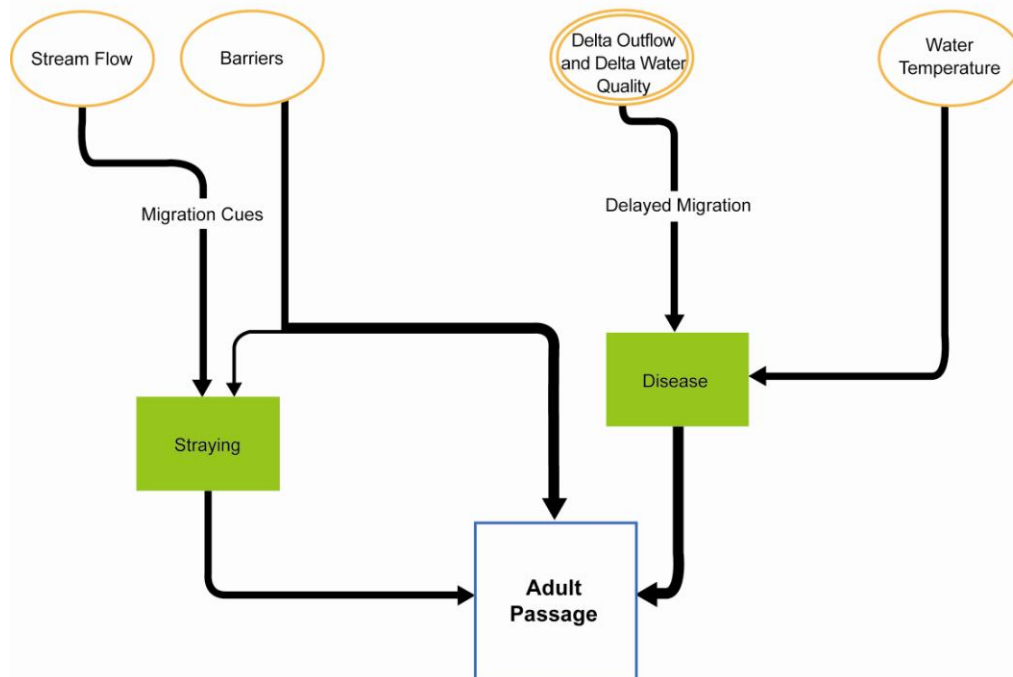 Stream Flow
Barriers
Delta Outflow
and Delta Water
Quality
Water
Temperature
Migration Cues
Delayed Migration
Disease
Straying
Adult
Passage